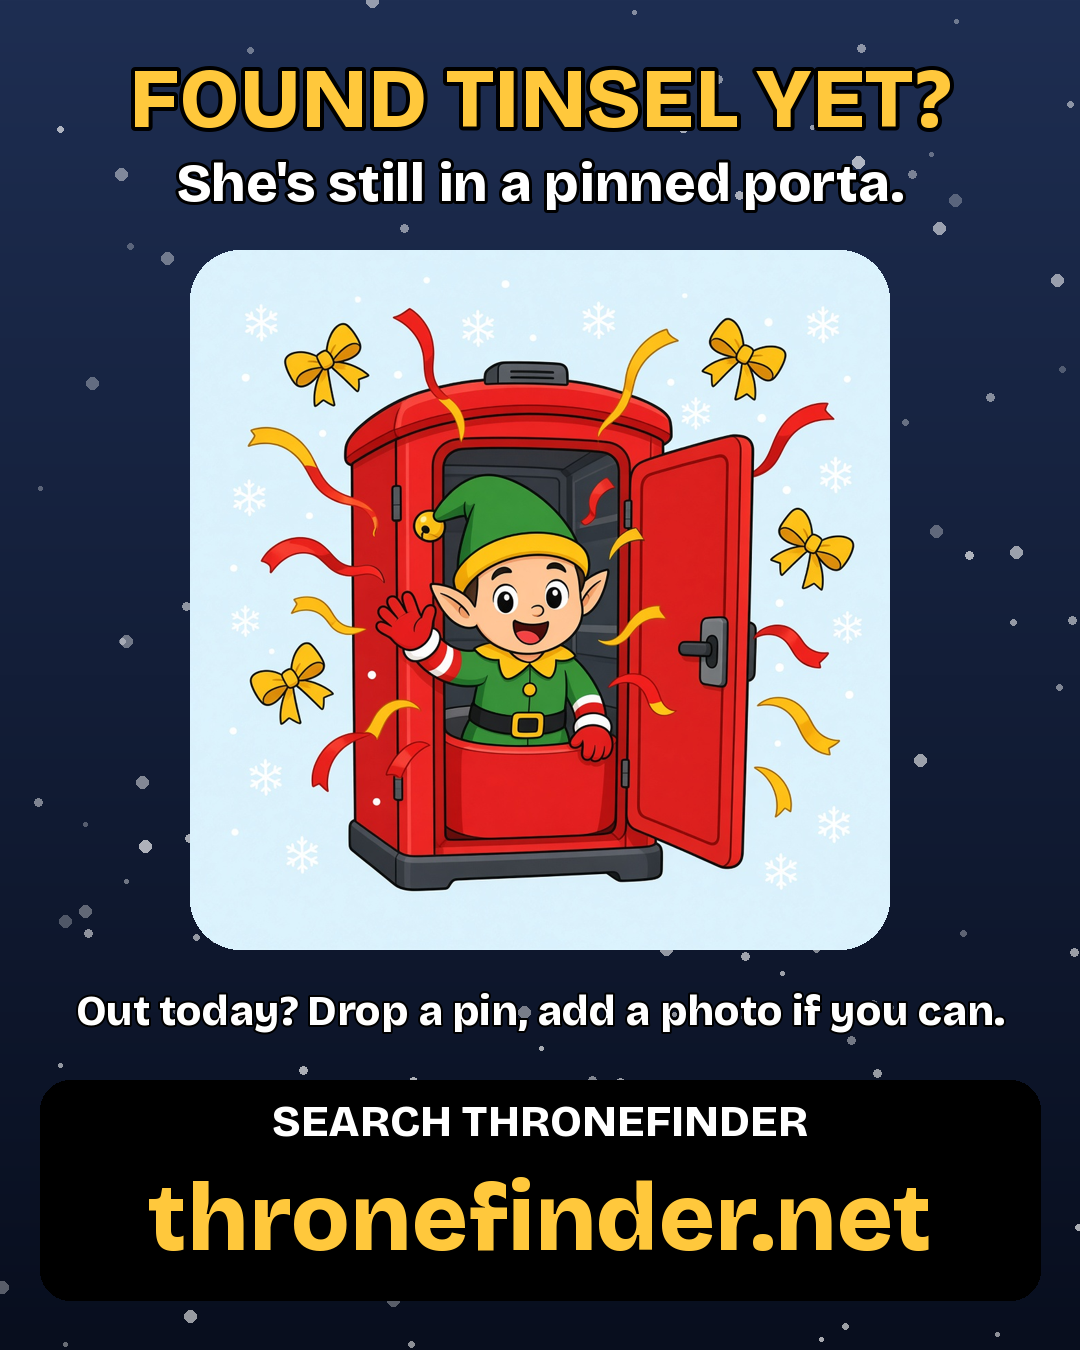 FOUND TINSEL YET?
She's still in a pinned porta.
Out today? Drop a pin, add a photo if you can.
SEARCH THRONEFINDER
thronefinder.net